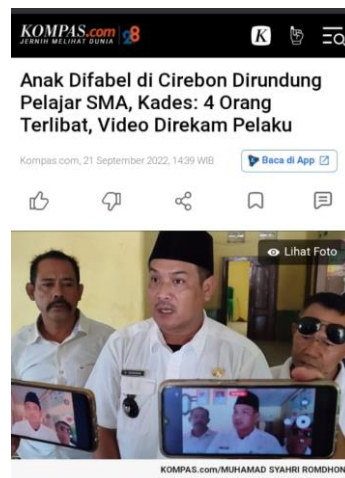 KOMPAS.com
JERNIH MELIHAT DUNIA
28
K
Anak Difabel di Cirebon Dirundung
Pelajar SMA, Kades: 4 Orang
Terlibat, Video Direkam Pelaku
Kompas.com, 21 September 2022, 14:39 WIB
Baca di App
Lihat Foto
KOMPAS.com/MUHAMAD SYAHRI ROMDHON